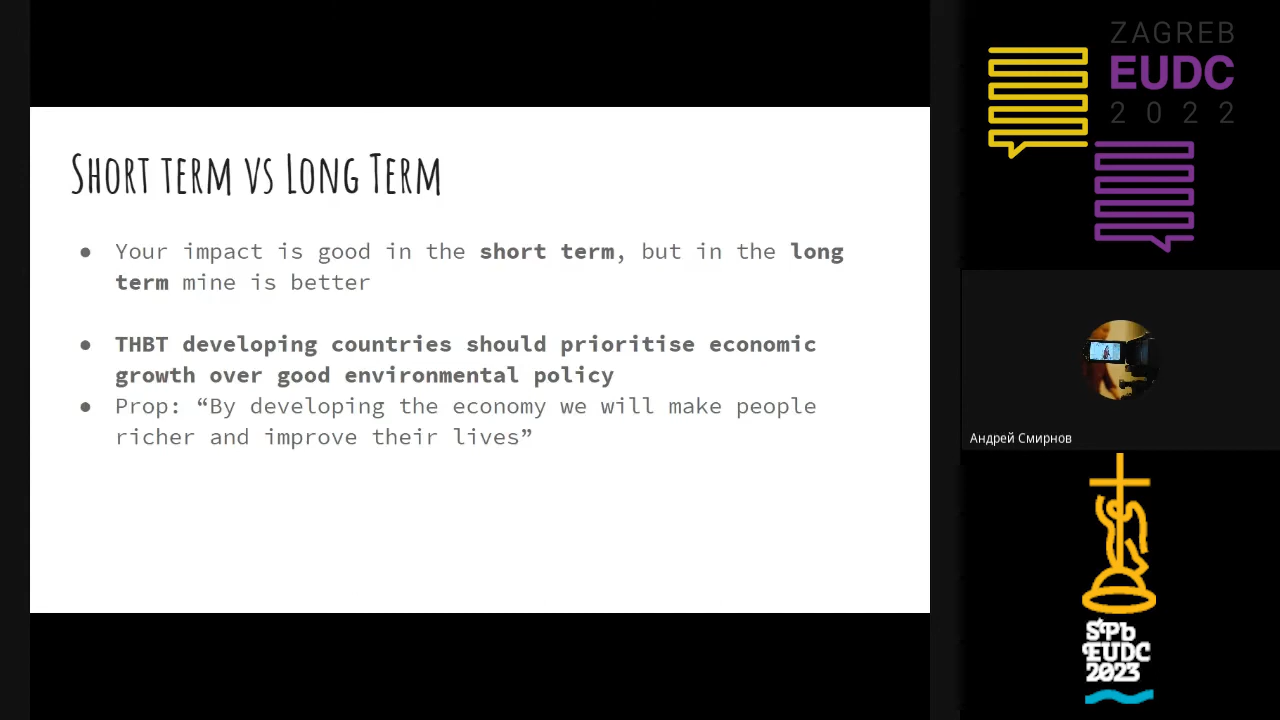 SHORT TERM VS LONG TERM
● Your impact is good in the short term, but in the long
term mine is better
● THBT developing countries should prioritise economic
growth over good environmental policy
● Prop: “By developing the economy we will make people
richer and improve their lives”
ZAGREB
EUDC
2022
Андрей Смирнов
SPb
EUDC
2023